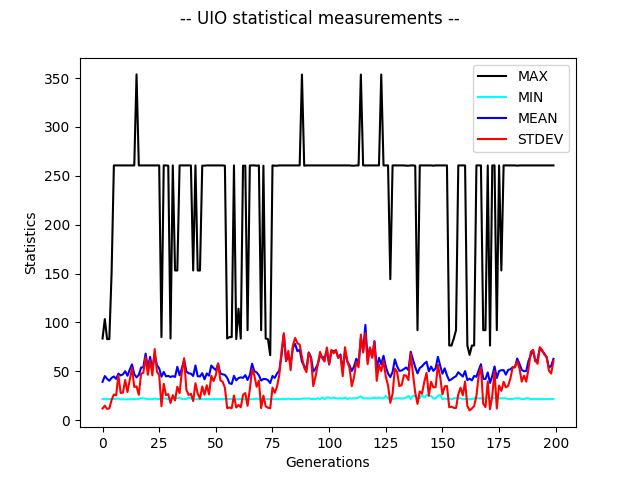 -- UIO statistical measurements --
MAX
MIN
MEAN
STDEV
Statistics
350
300
250
200
150
100
50
0
0 25 50 75 100 125 150 175 200
Generations